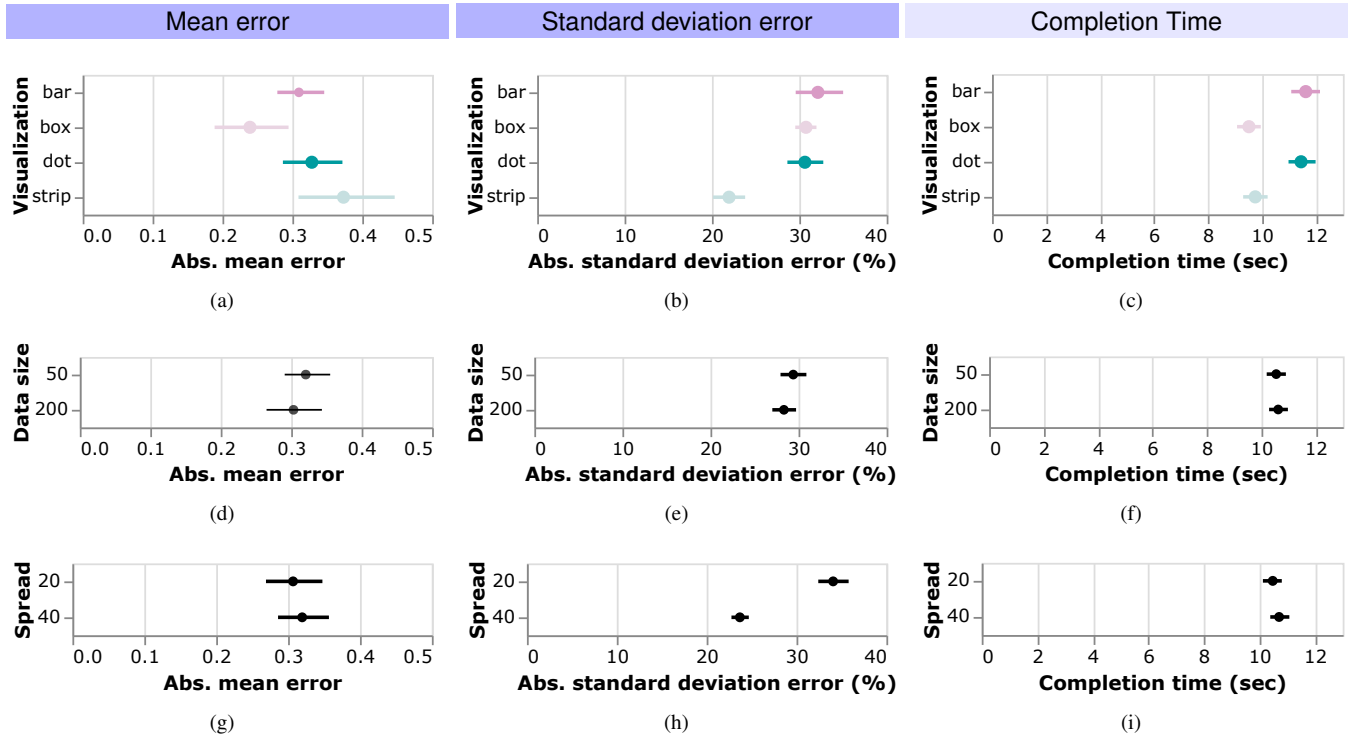 Mean error
Standard deviation error
Completion Time
Visualization
bar
box
dot
strip
0.0 0.1 0.2 0.3 0.4 0.5
Abs. mean error
(a)
Visualization
bar
box
dot
strip
0 10 20 30 40
Abs. standard deviation error (%)
(b)
Visualization
bar
box
dot
strip
0 2 4 6 8 10 12
Completion time (sec)
(c)
Data size
50
200
0.0 0.1 0.2 0.3 0.4 0.5
Abs. mean error
(d)
Data size
50
200
0 10 20 30 40
Abs. standard deviation error (%)
(e)
Data size
50
200
0 2 4 6 8 10 12
Completion time (sec)
(f)
Spread
20
40
0.0 0.1 0.2 0.3 0.4 0.5
Abs. mean error
(g)
Spread
20
40
0 10 20 30 40
Abs. standard deviation error (%)
(h)
Spread
20
40
0 2 4 6 8 10 12
Completion time (sec)
(i)